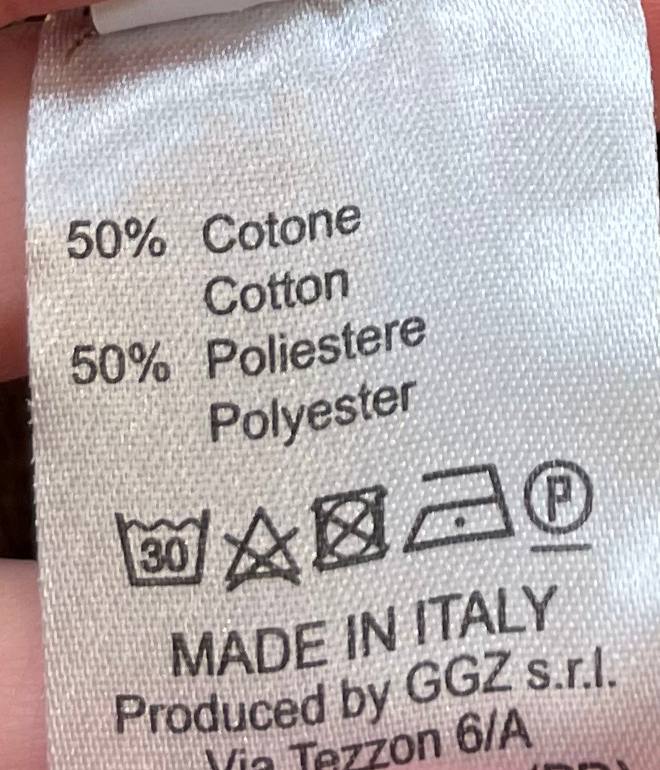 50% Cotone
Cotton
50% Poliestere
Polyester
30 P
MADE IN ITALY
Produced by GGZ s.r.l.
Via Tezzon 6/A